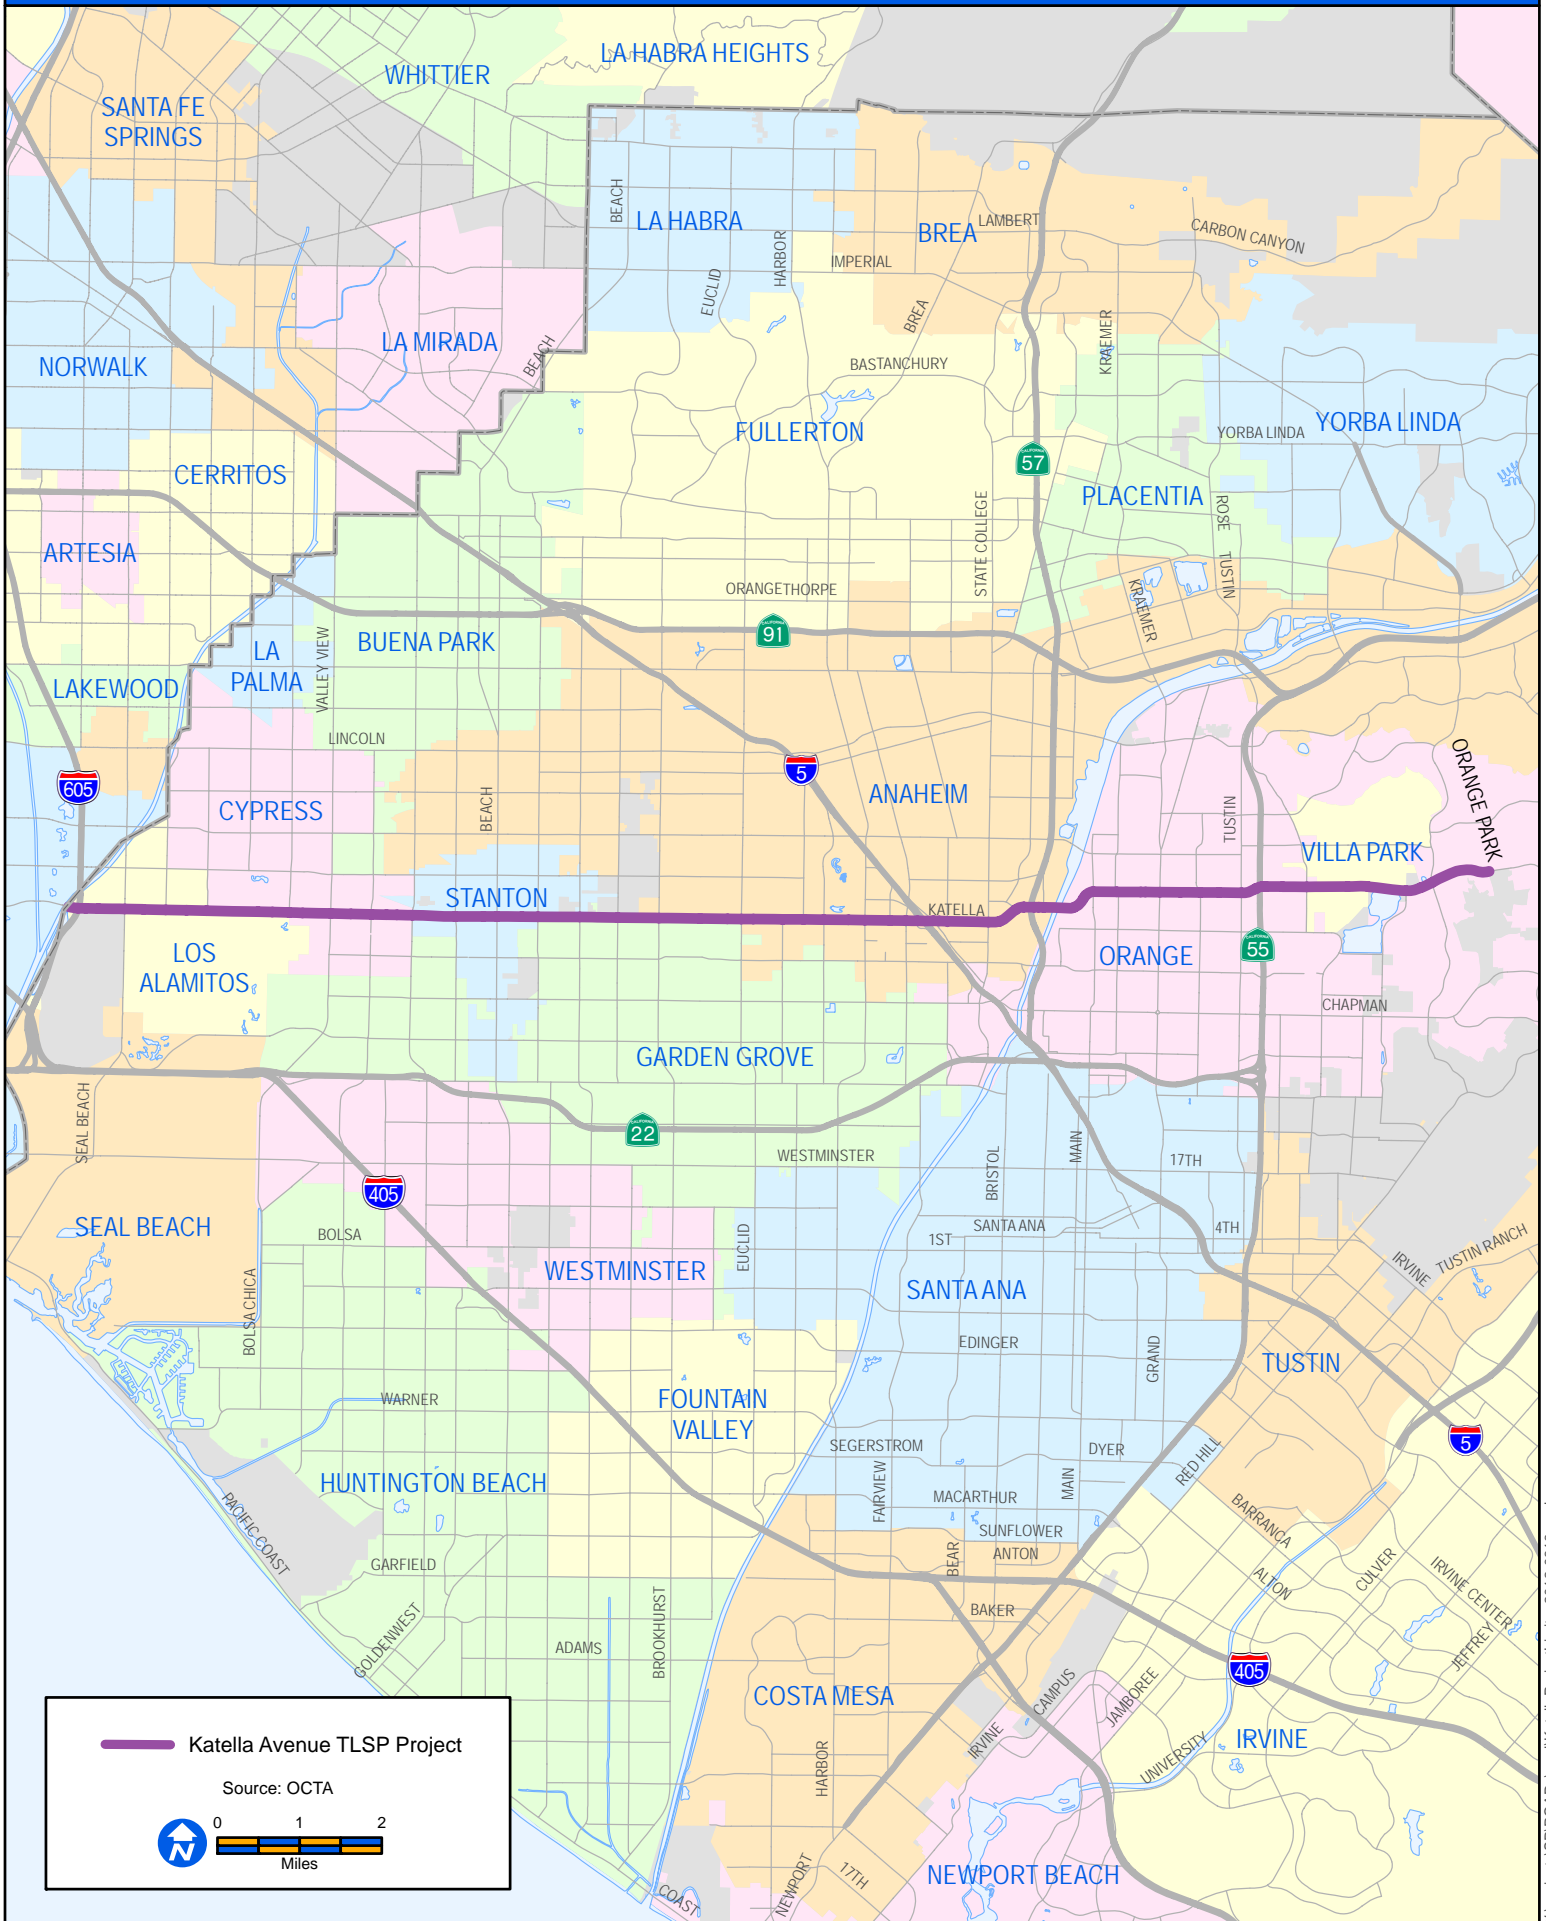 LA HABRA HEIGHTS
WHITTIER
SANTA FE
SPRINGS
BEACH
LA HABRA
HARBOR
EUCLID
BREA
LAMBERT
CARBON CANYON
IMPERIAL
BREA
LA MIRADA
BEACH
NORWALK
BASTANCHURY
KRAEMER
FULLERTON
YORBA LINDA
YORBA LINDA
CALIFORNIA
57
CERRITOS
PLACENTIA
STATE COLLEGE
ROSE
TUSTIN
ARTESIA
ORANGETHORPE
KRAEMER
CALIFORNIA
91
BUENA PARK
LA
PALMA
VALLEY VIEW
LAKEWOOD
LINCOLN
605
5
ANAHEIM
CYPRESS
BEACH
TUSTIN
ORANGE PARK
VILLA PARK
STANTON
KATELLA
LOS
ALAMITOS
ORANGE
CALIFORNIA
55
CHAPMAN
GARDEN GROVE
SEAL BEACH
CALIFORNIA
22
WESTMINSTER
BRISTOL
MAIN
17TH
405
SEAL BEACH
BOLSA
EUCLID
SANTA ANA
1ST
4TH
IRVINE
TUSTIN RANCH
WESTMINSTER
SANTA ANA
BOLSA CHICA
EDINGER
GRAND
TUSTIN
WARNER
FOUNTAIN
VALLEY
SEGERSTROM
DYER
5
RED HILL
HUNTINGTON BEACH
FAIRVIEW
MACARTHUR
MAIN
PACIFIC COAST
SUNFLOWER
BARRANCA
ANTON
BEAR
GARFIELD
ALTON
CULVER
IRVINE CENTER
JEFFREY
BAKER
GOLDENWEST
ADAMS
BROOKHURST
405
COSTA MESA
CAMPUS
JAMBOREE
IRVINE
UNIVERSITY
IRVINE
HARBOR
NEWPORT
17TH
NEWPORT BEACH
COAST
Katella Avenue TLSP Project
Source: OCTA
N
0 1 2
Miles